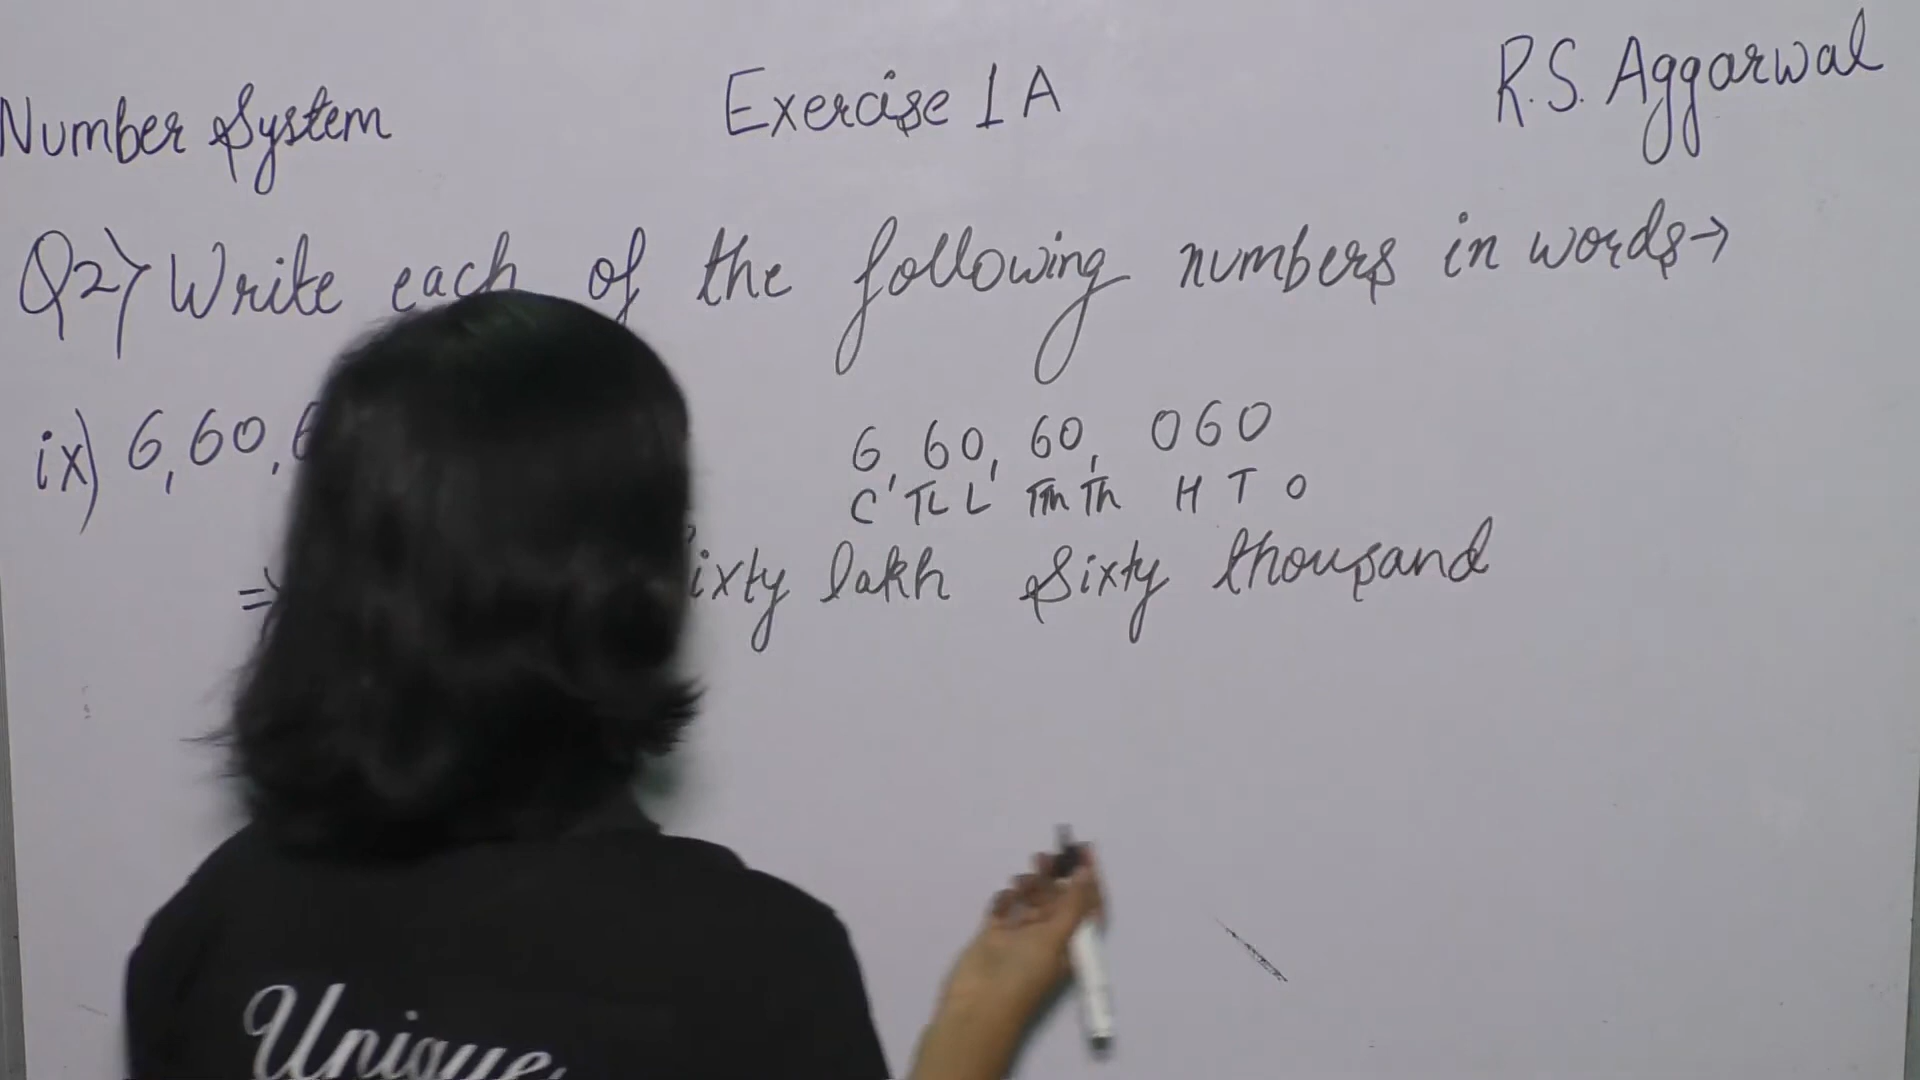 Number System Exercise 1A R.S. Aggarwal
Q2) Write each of the following numbers in words→
ix) 6,60,6 6, 60, 60, 060
C, TL L, TTh Th H T O
=> ixty lakh Sixty thousand
Unique